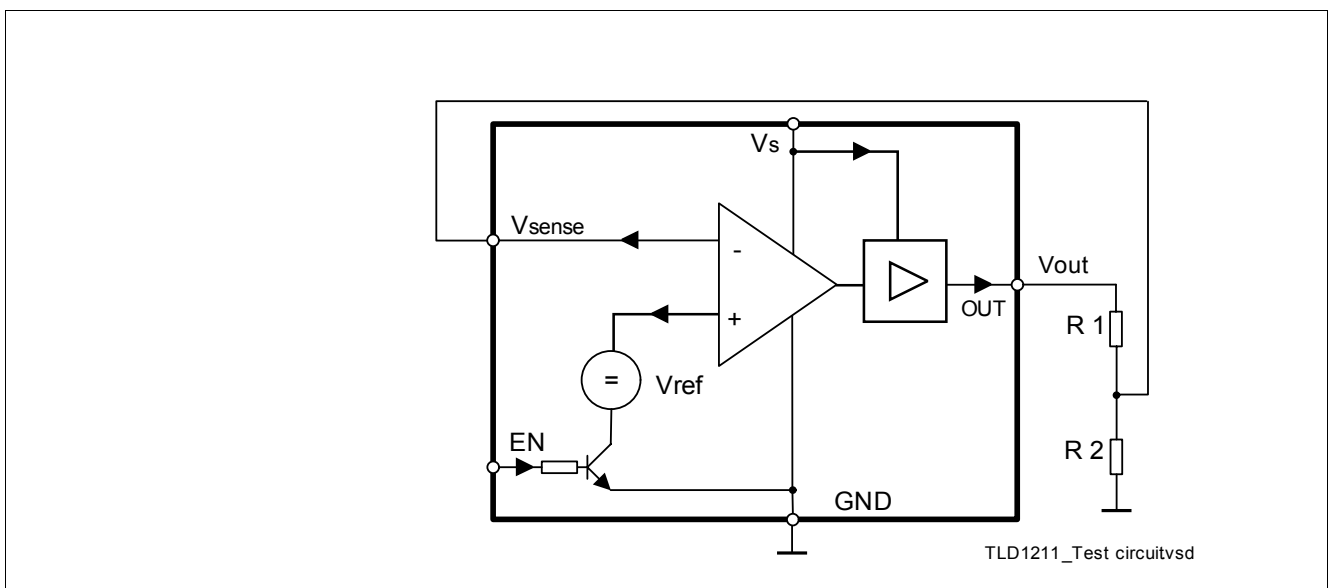 Vs
Vsense
-
+
=
Vref
EN
GND
OUT
Vout
R 1
R 2
TLD1211_Test circuitvsd